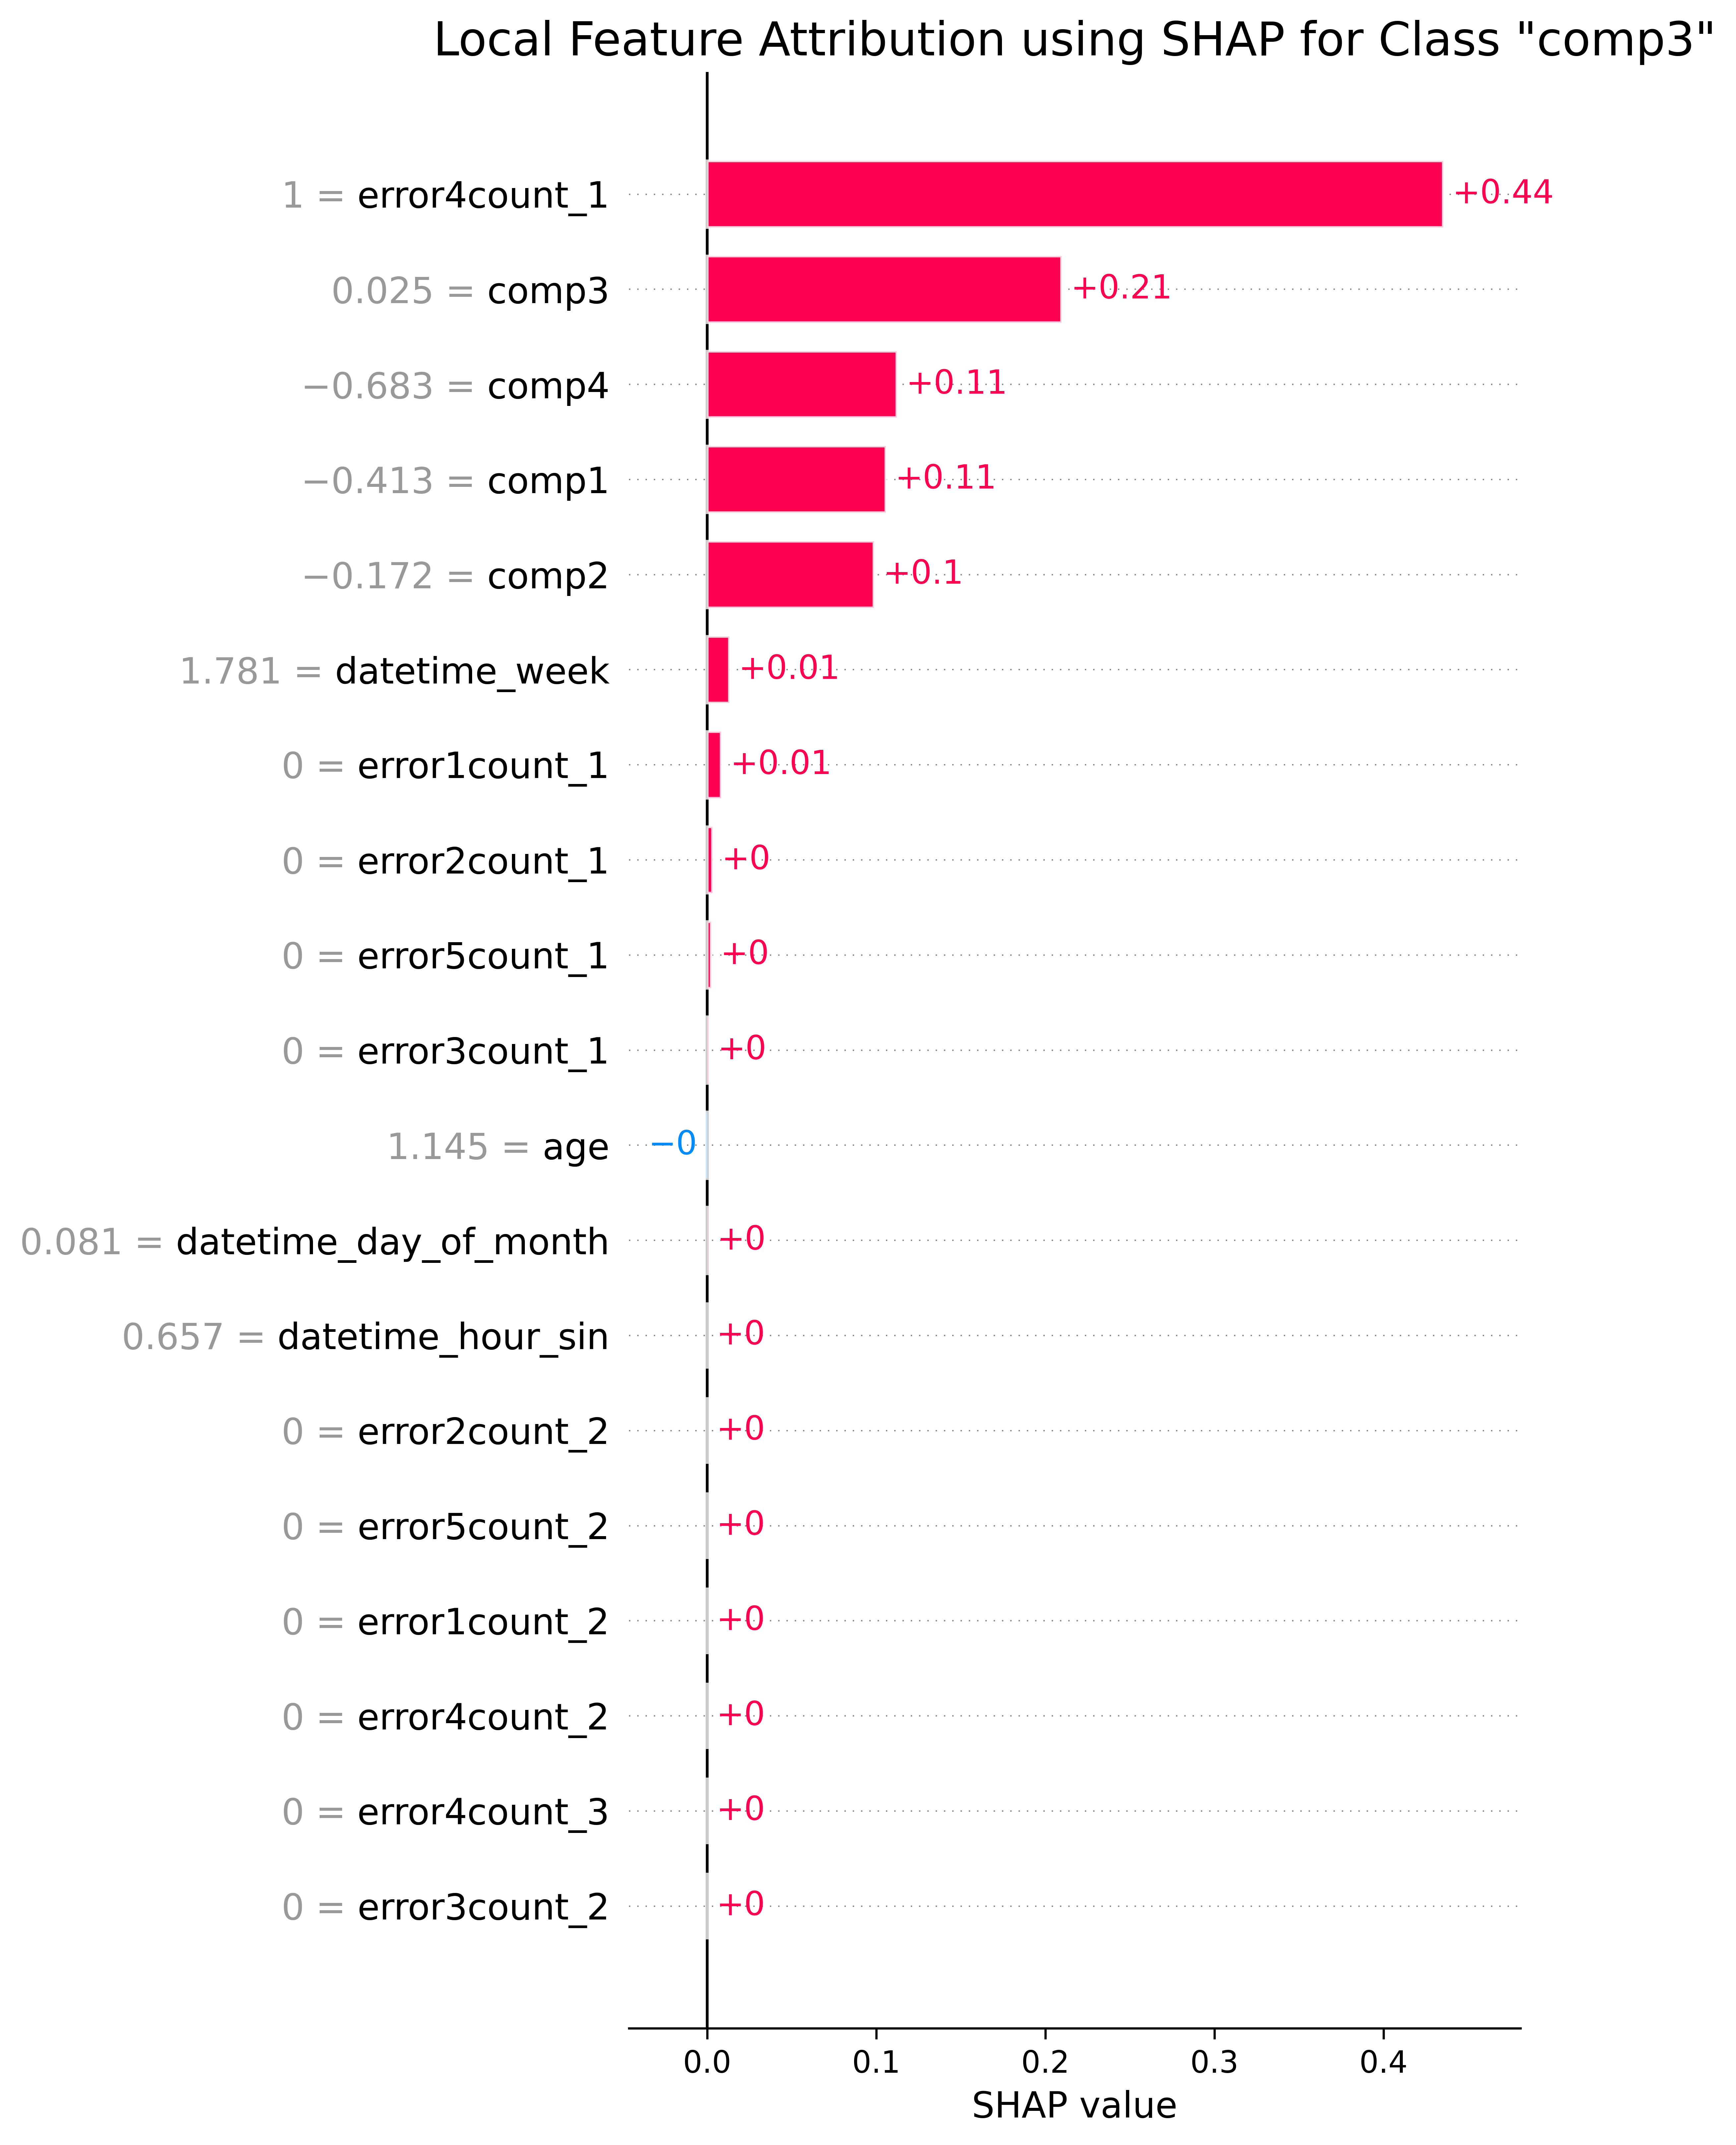 Local Feature Attribution using SHAP for Class "comp3"
1 = error4count_1 +0.44
0.025 = comp3 +0.21
−0.683 = comp4 +0.11
−0.413 = comp1 +0.11
−0.172 = comp2 +0.1
1.781 = datetime_week +0.01
0 = error1count_1 +0.01
0 = error2count_1 +0
0 = error5count_1 +0
0 = error3count_1 +0
1.145 = age −0
0.081 = datetime_day_of_month +0
0.657 = datetime_hour_sin +0
0 = error2count_2 +0
0 = error5count_2 +0
0 = error1count_2 +0
0 = error4count_2 +0
0 = error4count_3 +0
0 = error3count_2 +0
0.0 0.1 0.2 0.3 0.4
SHAP value